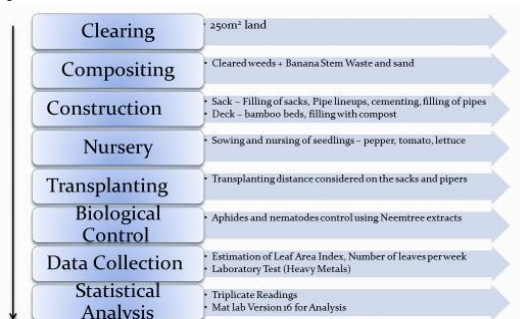 Clearing
• 250m² land
Compositing
• Cleared weeds + Banana Stem Waste and sand
Construction
• Sack – Filling of sacks, Pipe lineups, cementing, filling of pipes
• Deck – bamboo beds, filling with compost
Nursery
• Sowing and nursing of seedlings – pepper, tomato, lettuce
Transplanting
• Transplanting distance considered on the sacks and pipers
Biological
Control
• Aphides and nematodes control using Neemtree extracts
Data Collection
• Estimation of Leaf Area Index, Number of leaves per week
• Laboratory Test (Heavy Metals)
Statistical
Analysis
• Triplicate Readings
• Mat lab Version 16 for Analysis